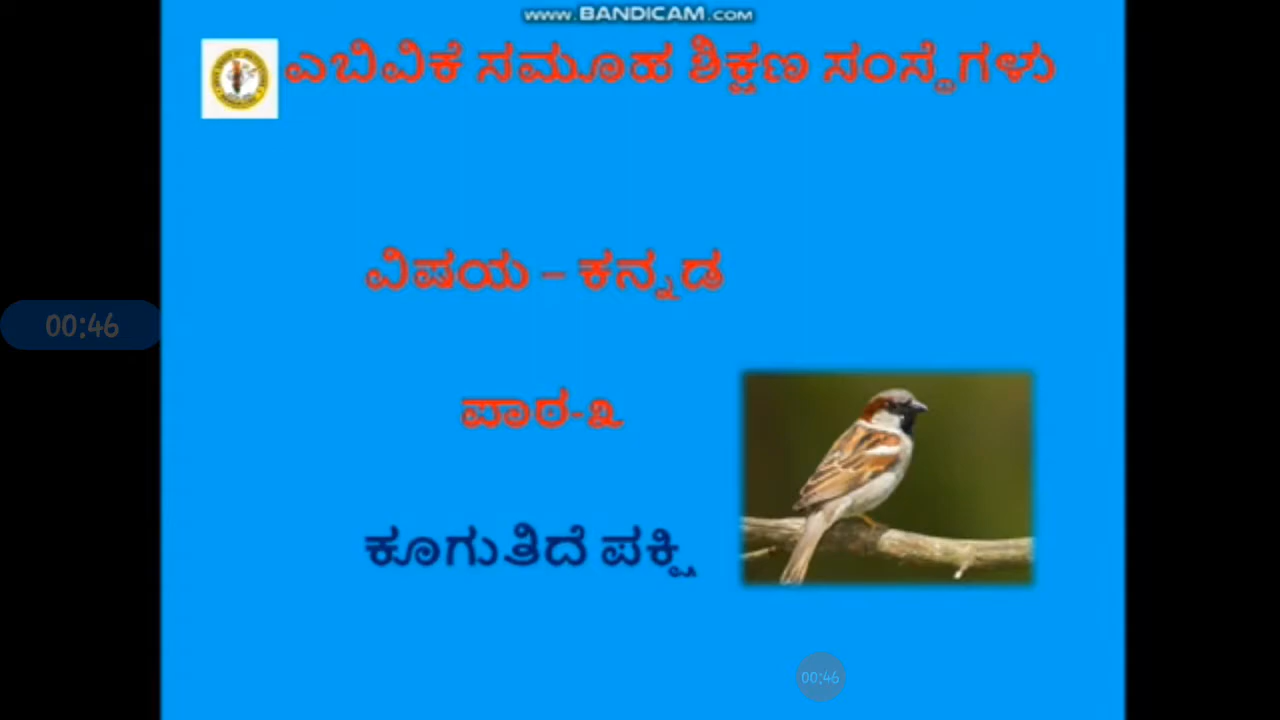 www.BANDICAM.com
ಎಬಿವಿಕೆ ಸಮೂಹ ಶಿಕ್ಷಣ ಸಂಸ್ಥೆಗಳು
ವಿಷಯ – ಕನ್ನಡ
00:46
ಪಾಠ-೩
ಕೂಗುತಿದೆ ಪಕ್ಷಿ
00:46